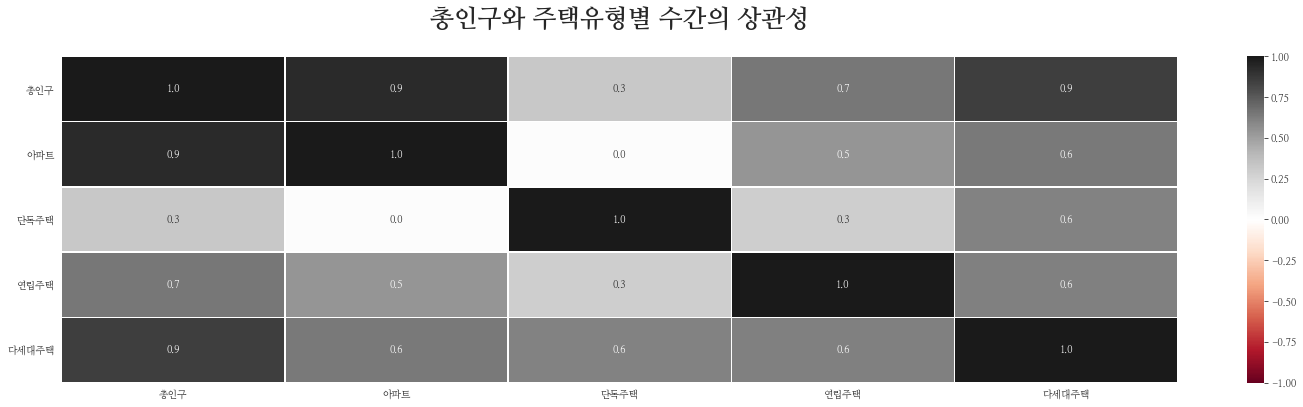 총인구와 주택유형별 수간의 상관성
총인구 1.0 0.9 0.3 0.7 0.9
아파트 0.9 1.0 0.0 0.5 0.6
단독주택 0.3 0.0 1.0 0.3 0.6
연립주택 0.7 0.5 0.3 1.0 0.6
다세대주택 0.9 0.6 0.6 0.6 1.0
총인구 아파트 단독주택 연립주택 다세대주택
1.00
0.75
0.50
0.25
0.00
−0.25
−0.50
−0.75
−1.00